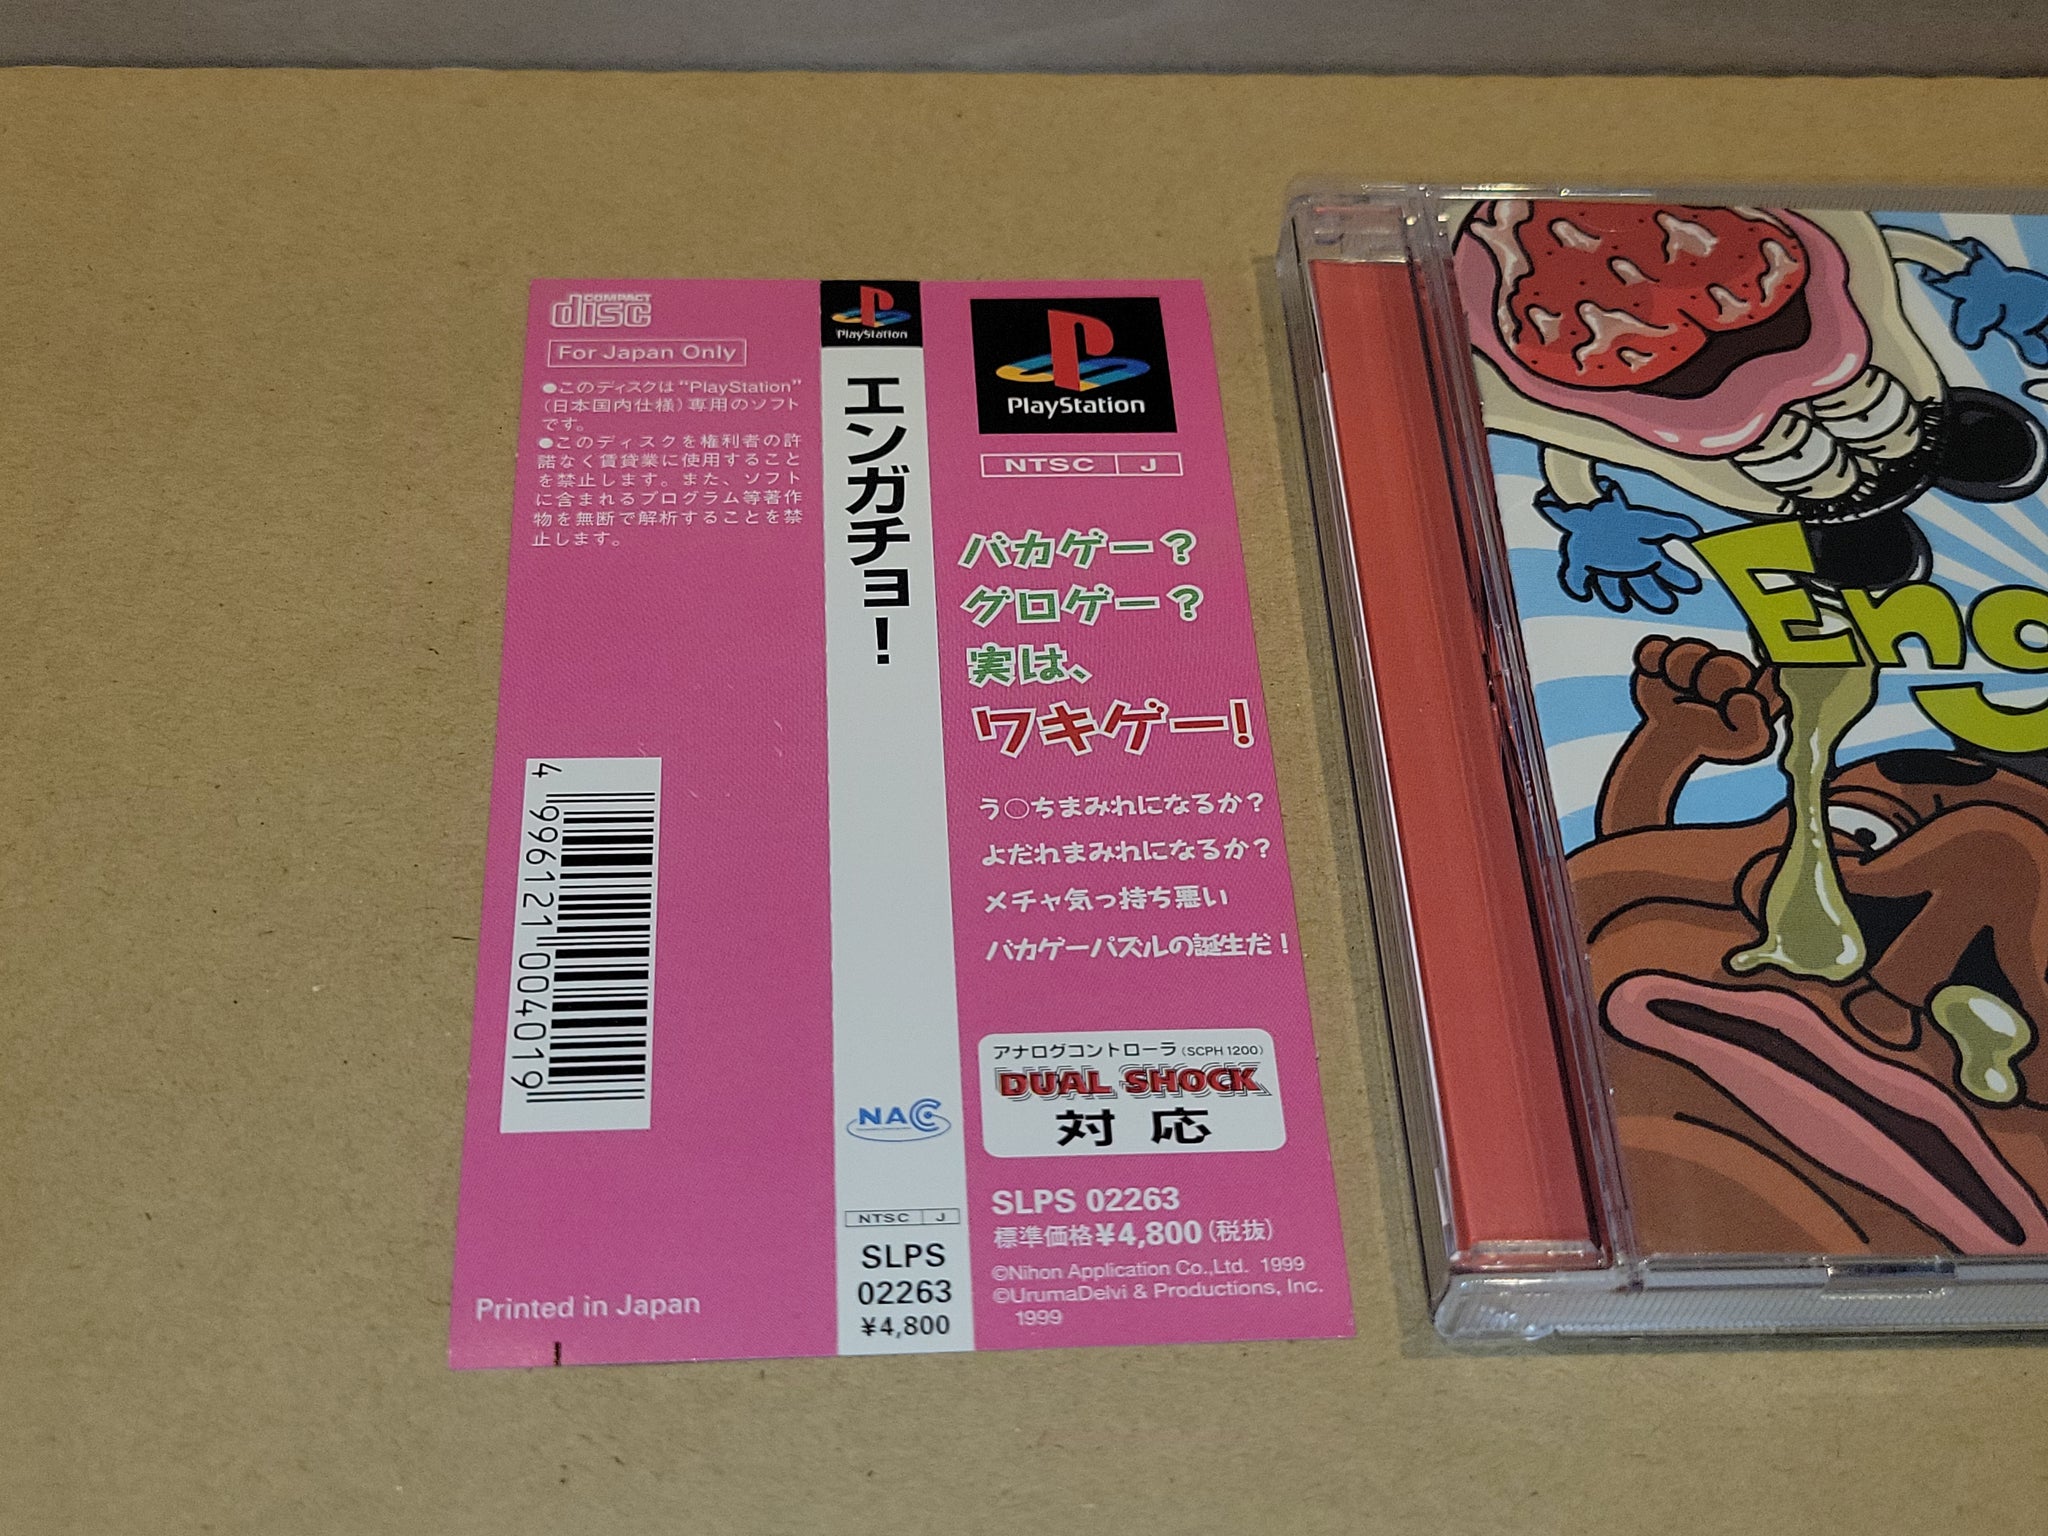 COMPACT
disc
For Japan Only
●このディスクは“PlayStation”
(日本国内仕様)専用のソフト
です。
●このディスクを権利者の許
諾なく賃貸業に使用すること
を禁止します。また、ソフト
に含まれるプログラム等著作
物を無断で解析することを禁
止します。
4 996121 004019
Printed in Japan
PlayStation
エンガチョ!
NAC
NTSC J
SLPS
02263
¥4,800
PlayStation
NTSC J
バカゲー?
グロゲー?
実は、
ワキゲー!
う○ちまみれになるか?
よだれまみれになるか?
メチャ気っ持ち悪い
バカゲーパズルの誕生だ!
アナログコントローラ(SCPH 1200)
DUAL SHOCK
対応
SLPS 02263
標準価格¥4,800(税抜)
©Nihon Application Co.,Ltd. 1999
©UrumaDelvi & Productions, Inc.
1999
Eng